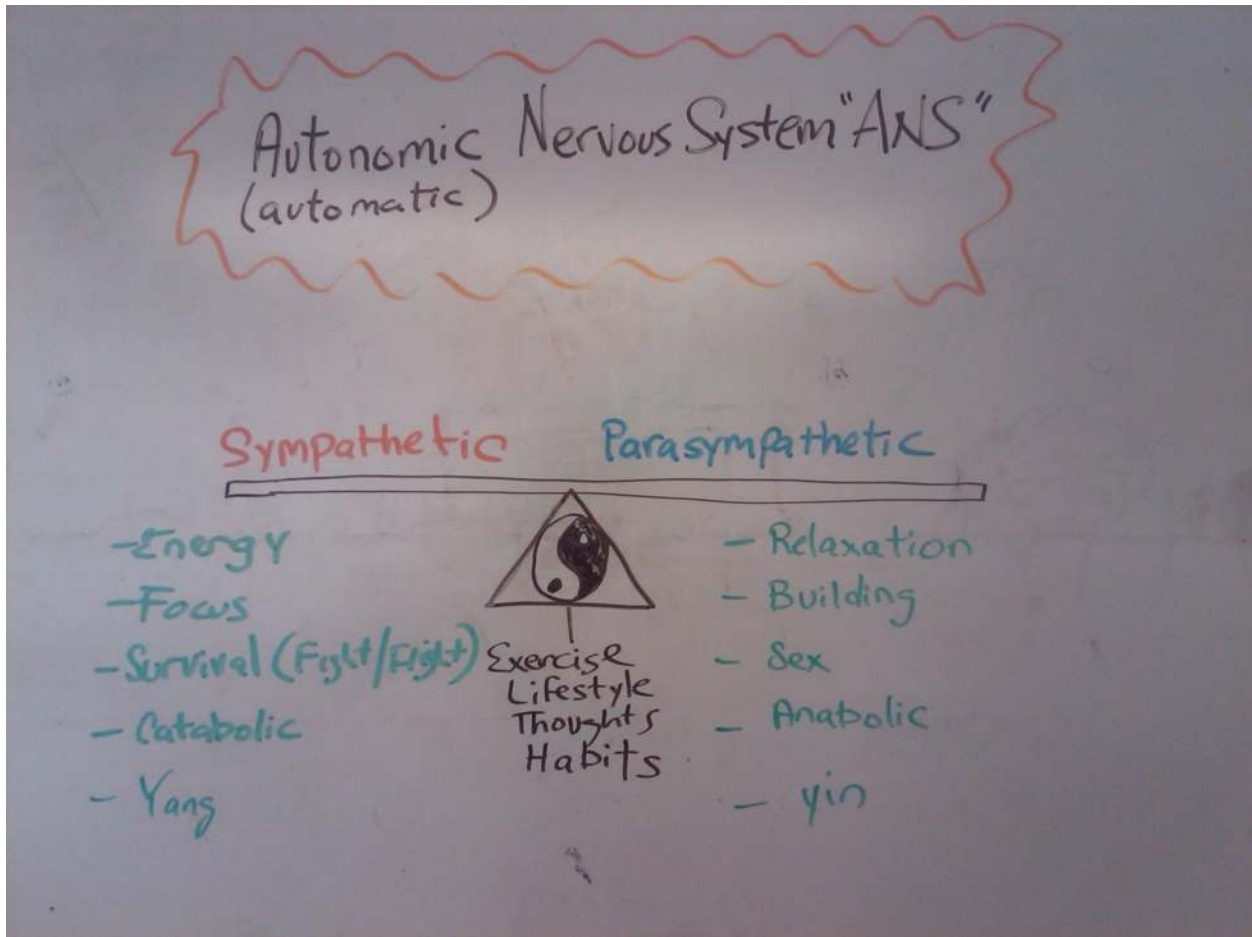 Autonomic Nervous System "ANS"
(automatic)
Sympathetic
Parasympathetic
- Energy
- Focus
- Survival (Fight/Flight)
- Catabolic
- Yang
Exercise
Lifestyle
Thoughts
Habits
- Relaxation
- Building
- Sex
- Anabolic
- yin